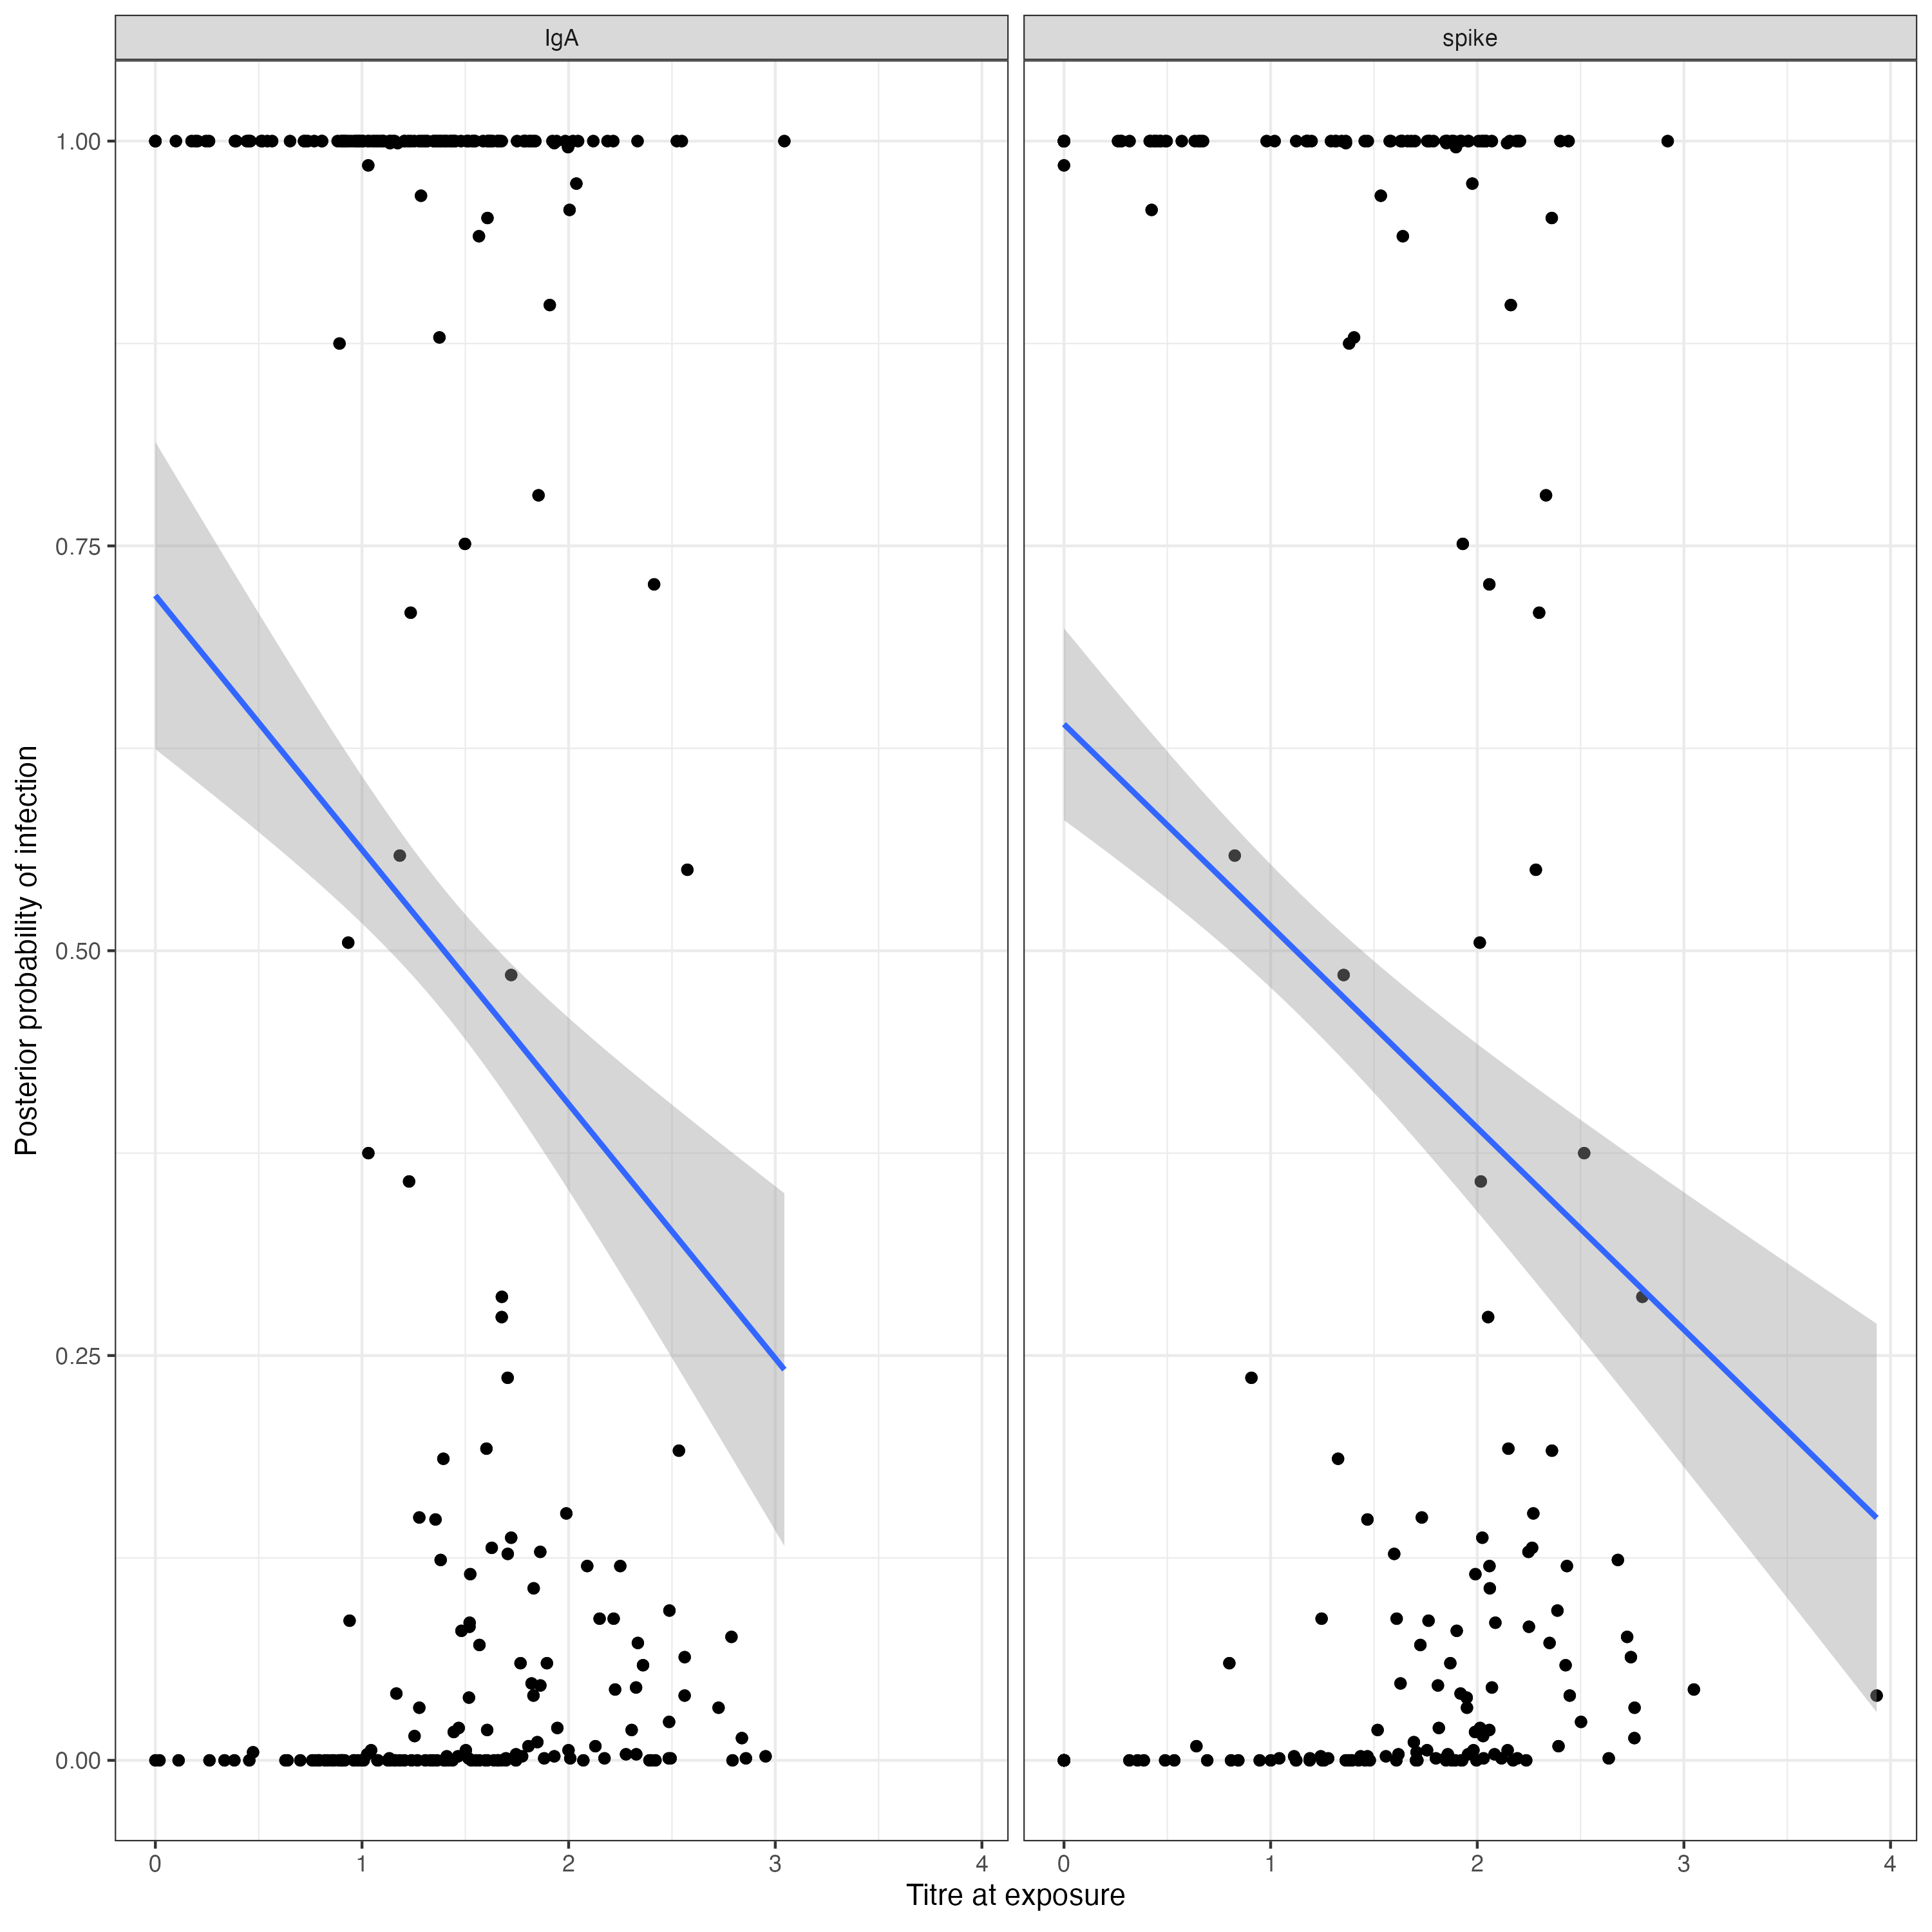 IgA
spike
Posterior probability of infection
1.00
0.75
0.50
0.25
0.00
0 1 2 3 4
0 1 2 3 4
Titre at exposure